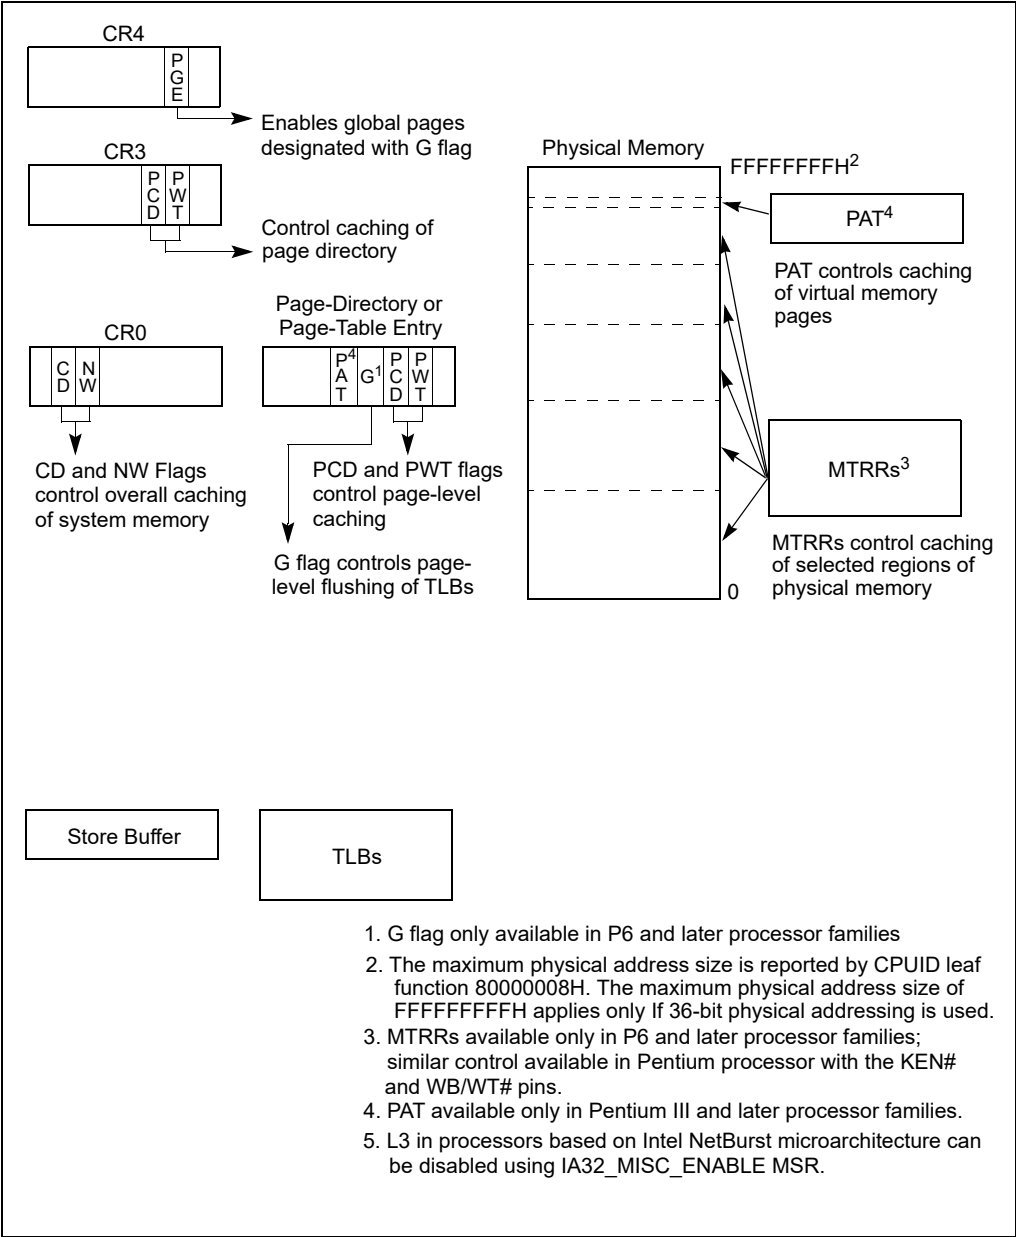 CR4
PGE
Enables global pages
designated with G flag
CR3
PCD PWT
Control caching of
page directory
CR0
CD NW
CD and NW Flags
control overall caching
of system memory
Page-Directory or
Page-Table Entry
PAT4 G1 PCD PWT
PCD and PWT flags
control page-level
caching
G flag controls page-
level flushing of TLBs
Physical Memory
FFFFFFFFH2
PAT4
PAT controls caching
of virtual memory
pages
MTRRs3
MTRRs control caching
of selected regions of
physical memory
0
Store Buffer
TLBs
1. G flag only available in P6 and later processor families
2. The maximum physical address size is reported by CPUID leaf
function 80000008H. The maximum physical address size of
FFFFFFFFFH applies only If 36-bit physical addressing is used.
3. MTRRs available only in P6 and later processor families;
similar control available in Pentium processor with the KEN#
and WB/WT# pins.
4. PAT available only in Pentium III and later processor families.
5. L3 in processors based on Intel NetBurst microarchitecture can
be disabled using IA32_MISC_ENABLE MSR.